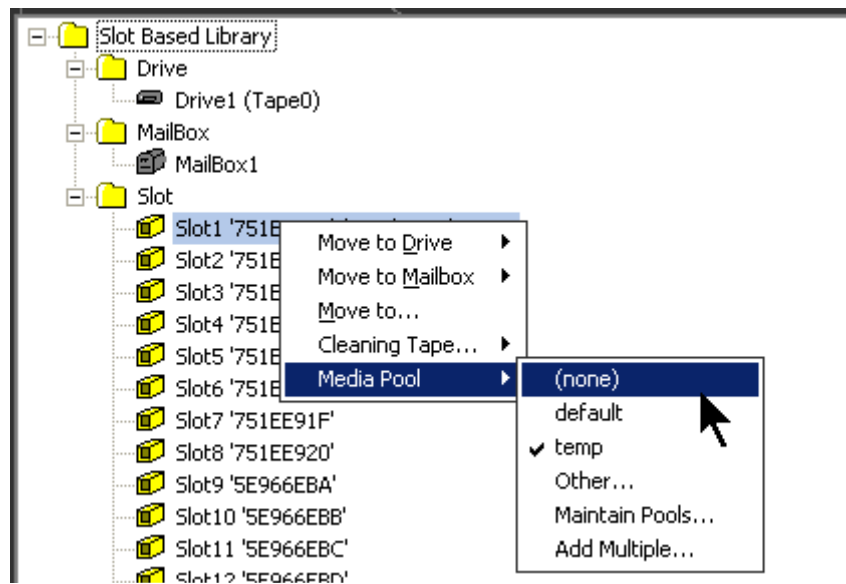 Slot Based Library
Drive
Drive1 (Tape0)
MailBox
MailBox1
Slot
Slot1 '751E
Slot2 '751E
Slot3 '751E
Slot4 '751E
Slot5 '751E
Slot6 '751E
Slot7 '751EE91F'
Slot8 '751EE920'
Slot9 '5E966EBA'
Slot10 '5E966EBB'
Slot11 '5E966EBC'
Slot12 '5E966EBD'
Move to Drive
Move to Mailbox
Move to...
Cleaning Tape...
Media Pool
(none)
default
temp
Other...
Maintain Pools...
Add Multiple...